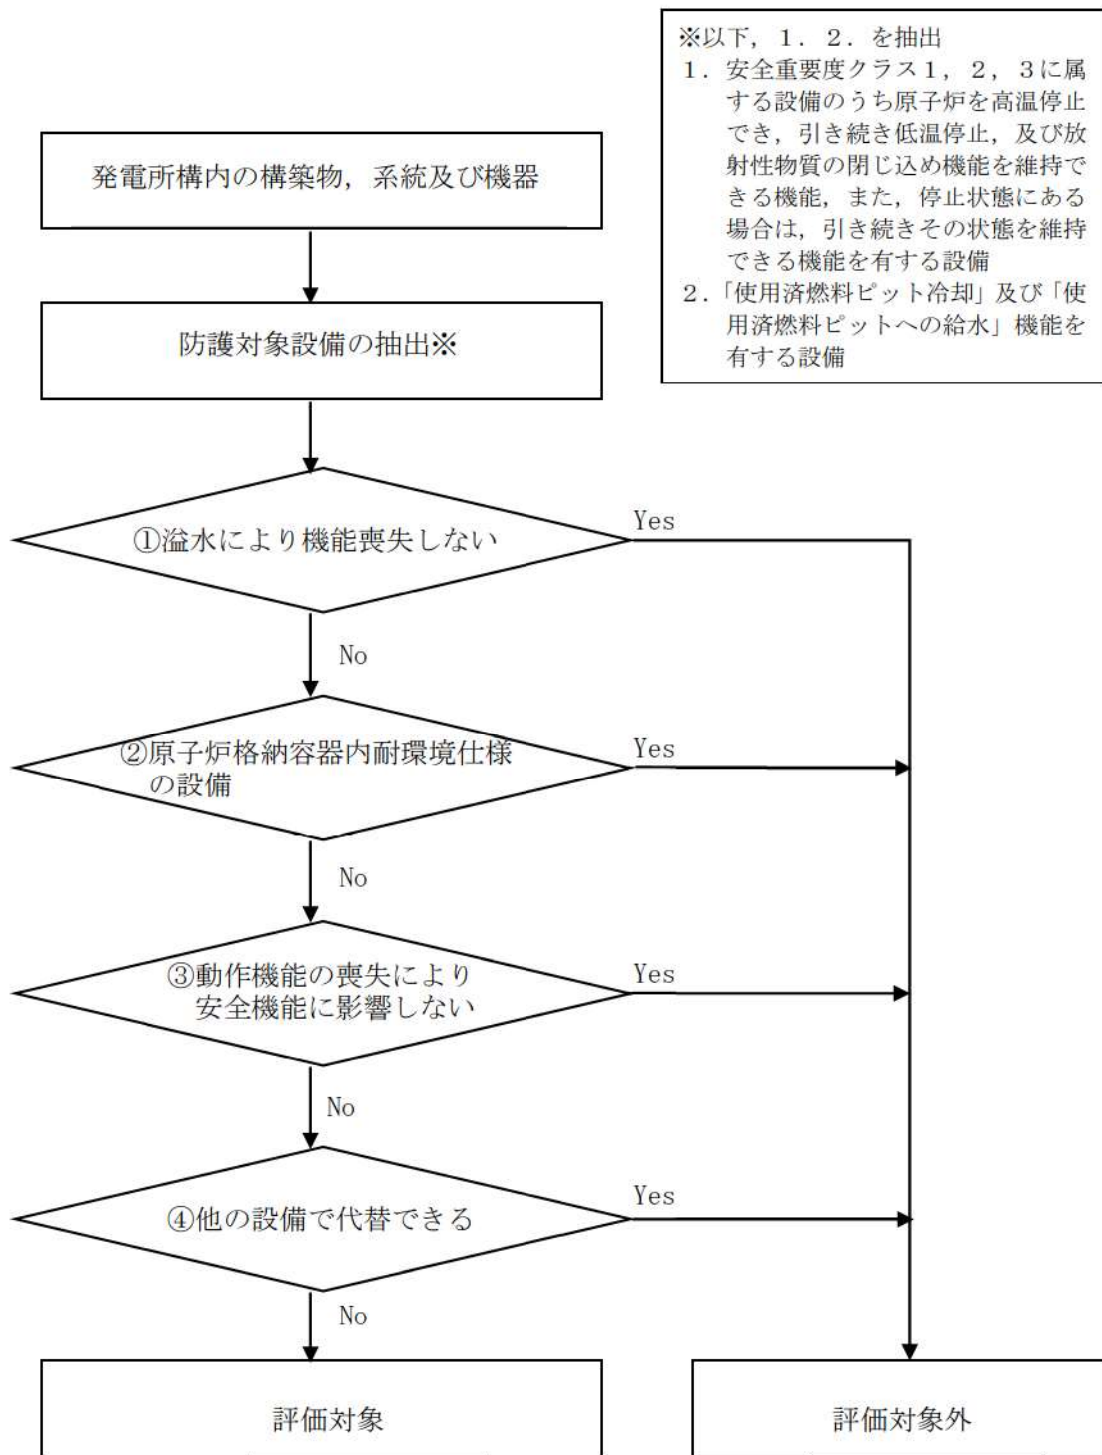 ※以下，１．２．を抽出
１．安全重要度クラス１，２，３に属
する設備のうち原子炉を高温停止
でき，引き続き低温停止，及び放
射性物質の閉じ込め機能を維持で
きる機能，また，停止状態にある
場合は，引き続きその状態を維持
できる機能を有する設備
２．「使用済燃料ピット冷却」及び「使
用済燃料ピットへの給水」機能を
有する設備
発電所構内の構築物，系統及び機器
防護対象設備の抽出※
①溢水により機能喪失しない
Yes
No
②原子炉格納容器内耐環境仕様
の設備
Yes
No
③動作機能の喪失により
安全機能に影響しない
Yes
No
④他の設備で代替できる
Yes
No
評価対象
評価対象外